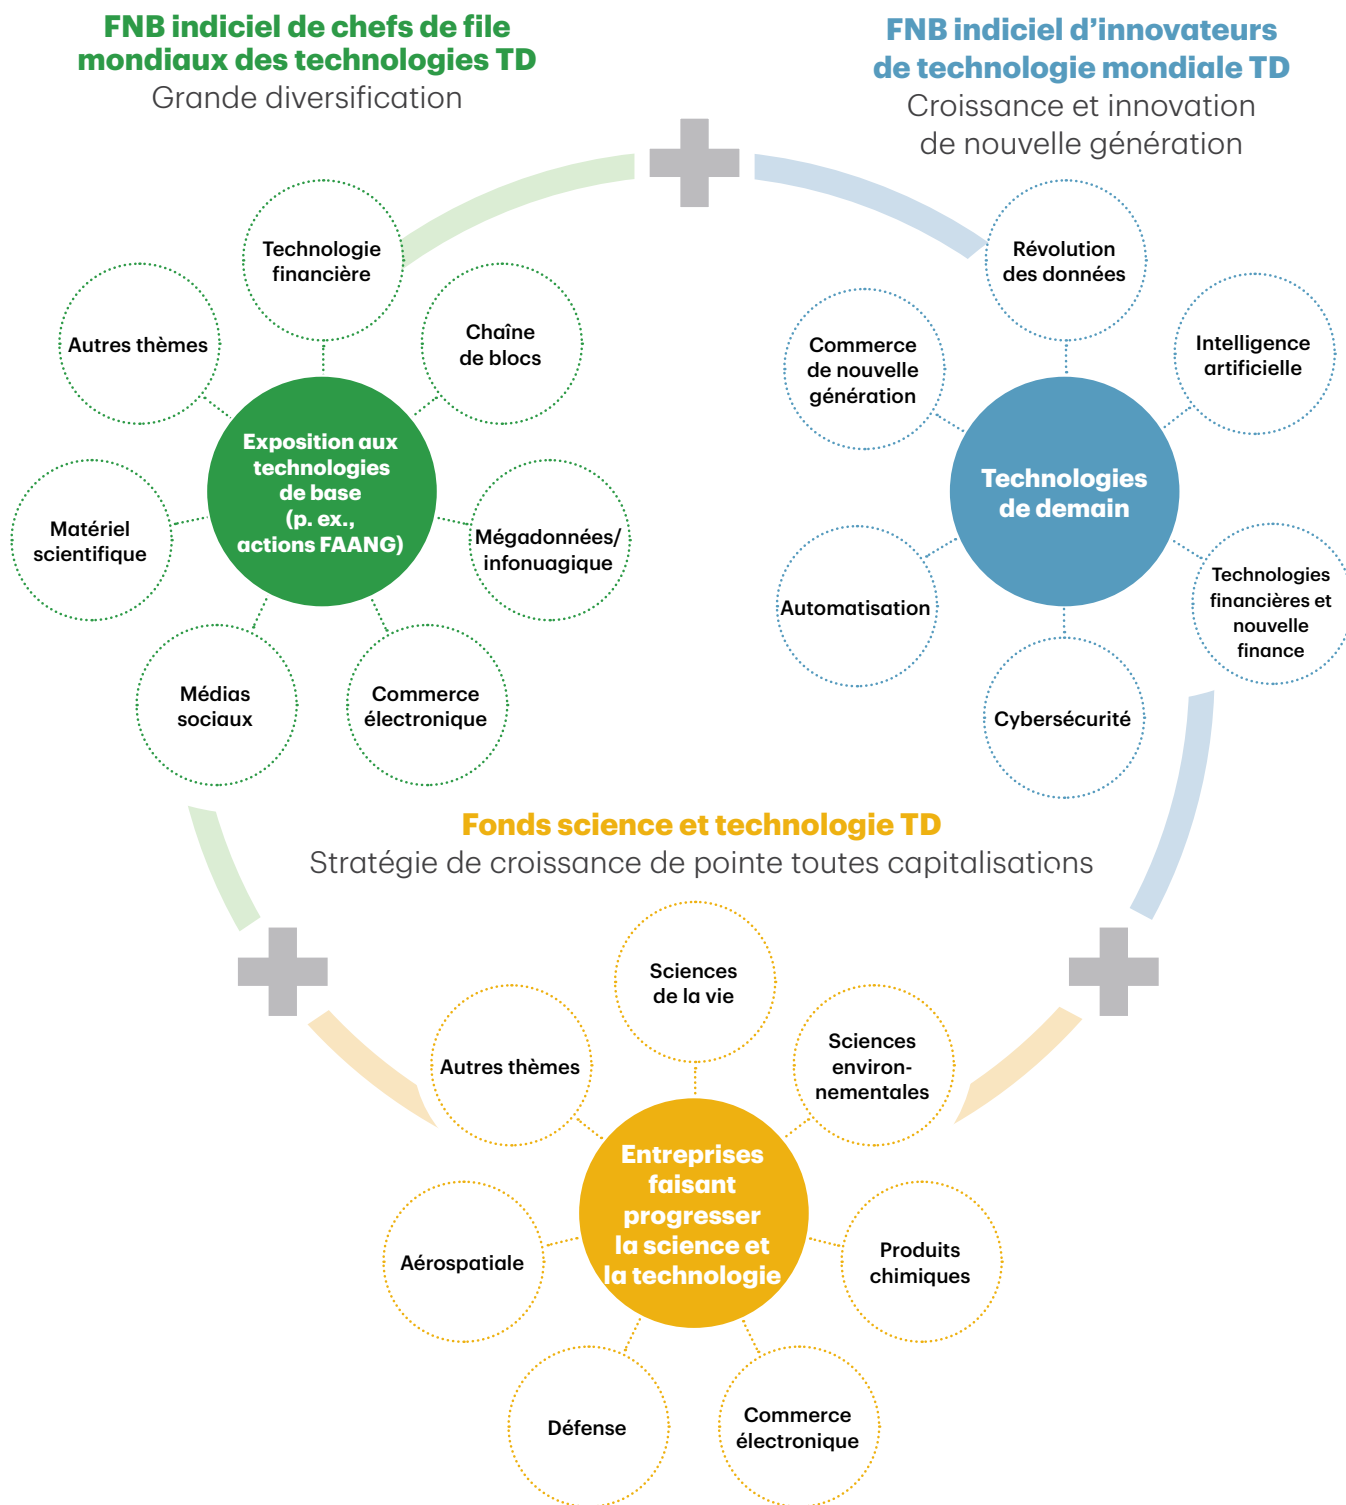 FNB indiciel de chefs de file
mondiaux des technologies TD
Grande diversification
Technologie
financière
Chaîne
de blocs
Mégadonnées/
infonuagique
Commerce
électronique
Médias
sociaux
Matériel
scientifique
Autres thèmes
Exposition aux
technologies
de base
(p. ex.,
actions FAANG)
FNB indiciel d’innovateurs
de technologie mondiale TD
Croissance et innovation
de nouvelle génération
Révolution
des données
Intelligence
artificielle
Technologies
financières et
nouvelle
finance
Cybersécurité
Automatisation
Commerce
de nouvelle
génération
Technologies
de demain
Fonds science et technologie TD
Stratégie de croissance de pointe toutes capitalisations
Sciences
de la vie
Sciences
environ-
nementales
Produits
chimiques
Commerce
électronique
Défense
Aérospatiale
Autres thèmes
Entreprises
faisant
progresser
la science et
la technologie